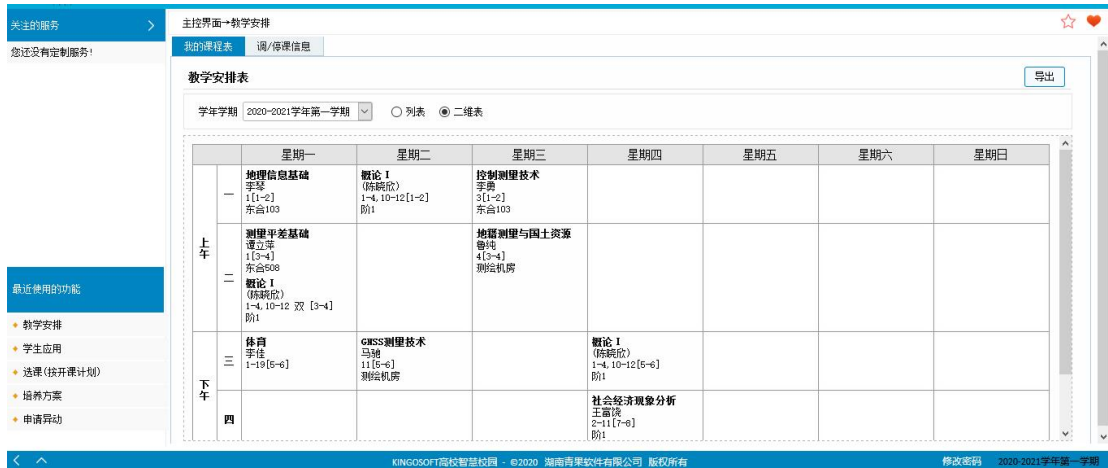 关注的服务 >
您还没有定制服务!
最近使用的功能
教学安排
学生应用
选课(按开课计划)
培养方案
申请异动
主控界面→教学安排
我的课程表 调/停课信息
教学安排表 导出
学年学期 2020-2021学年第一学期 列表 二维表
星期一 星期二 星期三 星期四 星期五 星期六 星期日
上午
一
地理信息基础
李琴
1[1-2]
东合103
概论 I
(陈晓欣)
1-4,10-12[1-2]
阶1
控制测量技术
李勇
3[1-2]
东合103
二
测量平差基础
谭立萍
1[3-4]
东合508
概论 I
(陈晓欣)
1-4,10-12 双 [3-4]
阶1
地籍测量与国土资源
鲁纯
4[3-4]
测绘机房
下午
三
体育
李佳
1-19[5-6]
GNSS测量技术
马驰
11[5-6]
测绘机房
概论 I
(陈晓欣)
1-4,10-12[5-6]
阶1
四
社会经济现象分析
王富饶
2-11[7-8]
阶1
KINGOSOFT高校智慧校园 - ©2020 湖南青果软件有限公司 版权所有
修改密码 2020-2021学年第一学期